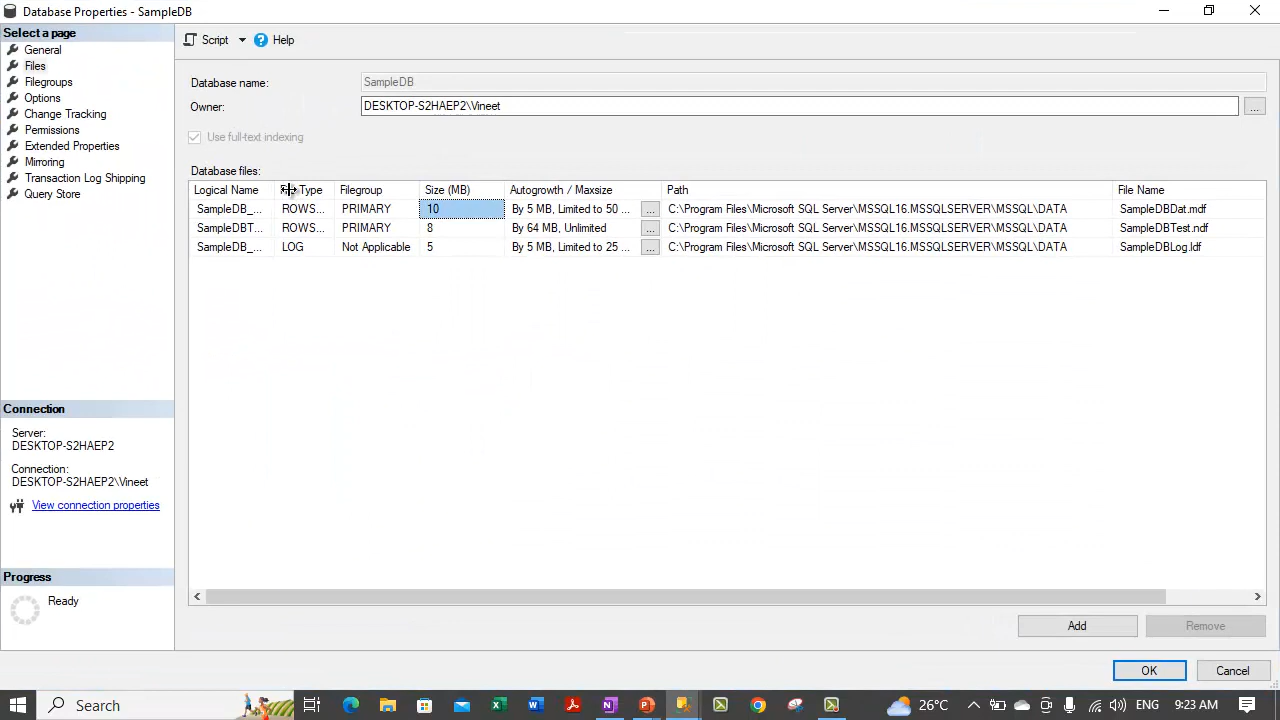 Database Properties - SampleDB
Select a page
General
Files
Filegroups
Options
Change Tracking
Permissions
Extended Properties
Mirroring
Transaction Log Shipping
Query Store
Script
Help
Database name: SampleDB
Owner: DESKTOP-S2HAEP2\Vineet
...
Use full-text indexing
Database files:
Logical Name Type Filegroup Size (MB) Autogrowth / Maxsize Path File Name
SampleDB_... ROWS... PRIMARY 10 By 5 MB, Limited to 50 ... ... C:\Program Files\Microsoft SQL Server\MSSQL16.MSSQLSERVER\MSSQL\DATA SampleDBDat.mdf
SampleDBT... ROWS... PRIMARY 8 By 64 MB, Unlimited ... C:\Program Files\Microsoft SQL Server\MSSQL16.MSSQLSERVER\MSSQL\DATA SampleDBTest.ndf
SampleDB_... LOG Not Applicable 5 By 5 MB, Limited to 25 ... ... C:\Program Files\Microsoft SQL Server\MSSQL16.MSSQLSERVER\MSSQL\DATA SampleDBLog.ldf
Connection
Server:
DESKTOP-S2HAEP2
Connection:
DESKTOP-S2HAEP2\Vineet
View connection properties
Progress
Ready
Add Remove
OK Cancel
Search 26°C ENG 9:23 AM